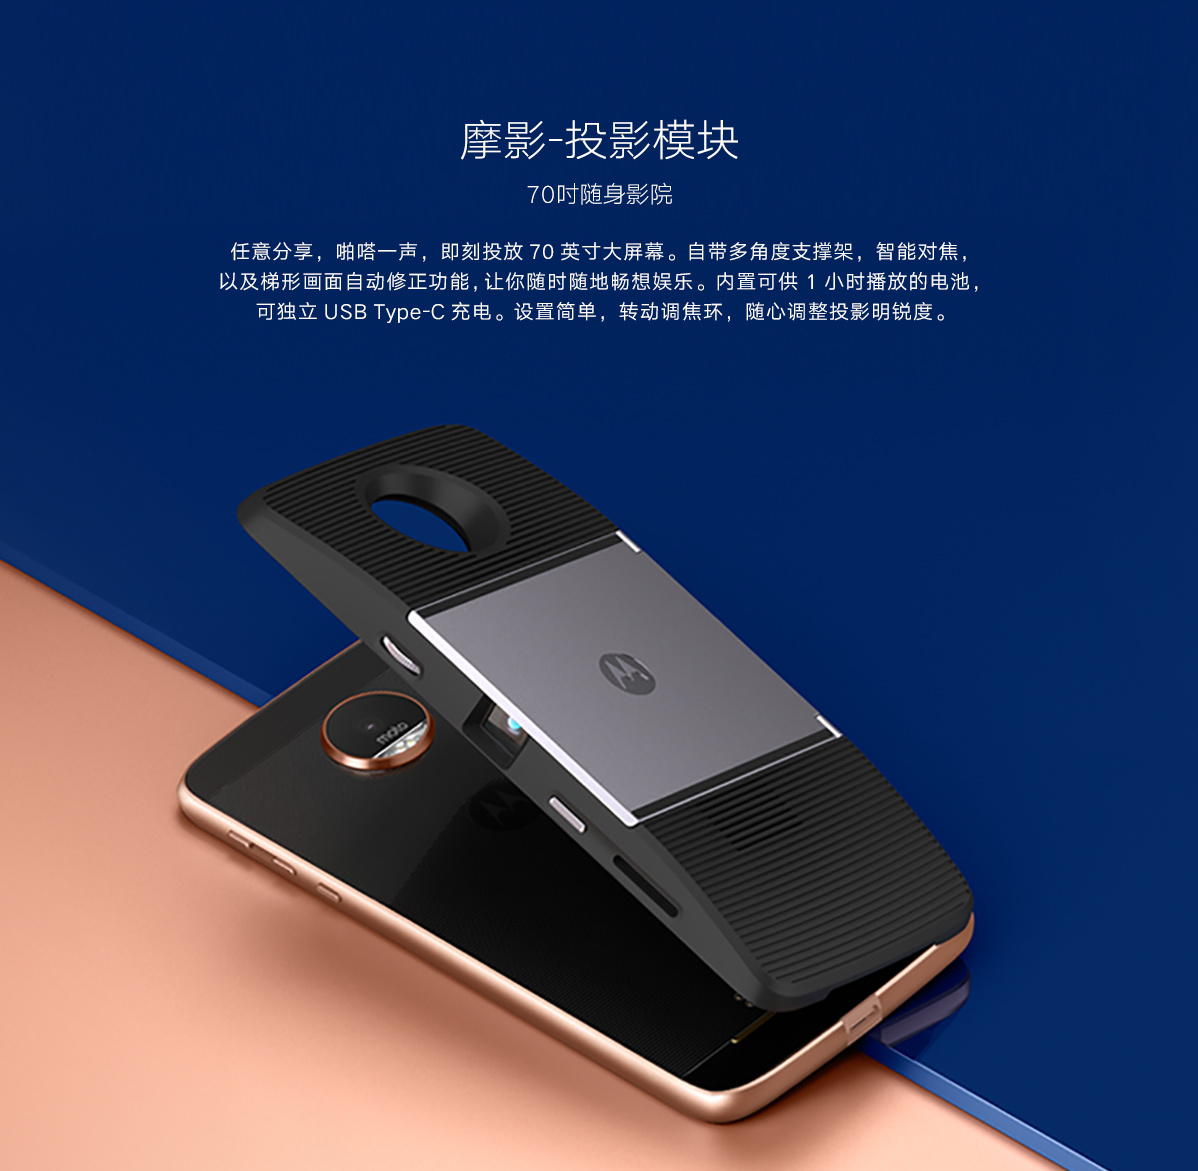 摩影-投影模块
70吋随身影院
任意分享，啪嗒一声，即刻投放 70 英寸大屏幕。自带多角度支撑架，智能对焦，
以及梯形画面自动修正功能，让你随时随地畅想娱乐。内置可供 1 小时播放的电池，
可独立 USB Type-C 充电。设置简单，转动调焦环，随心调整投影明锐度。
moto